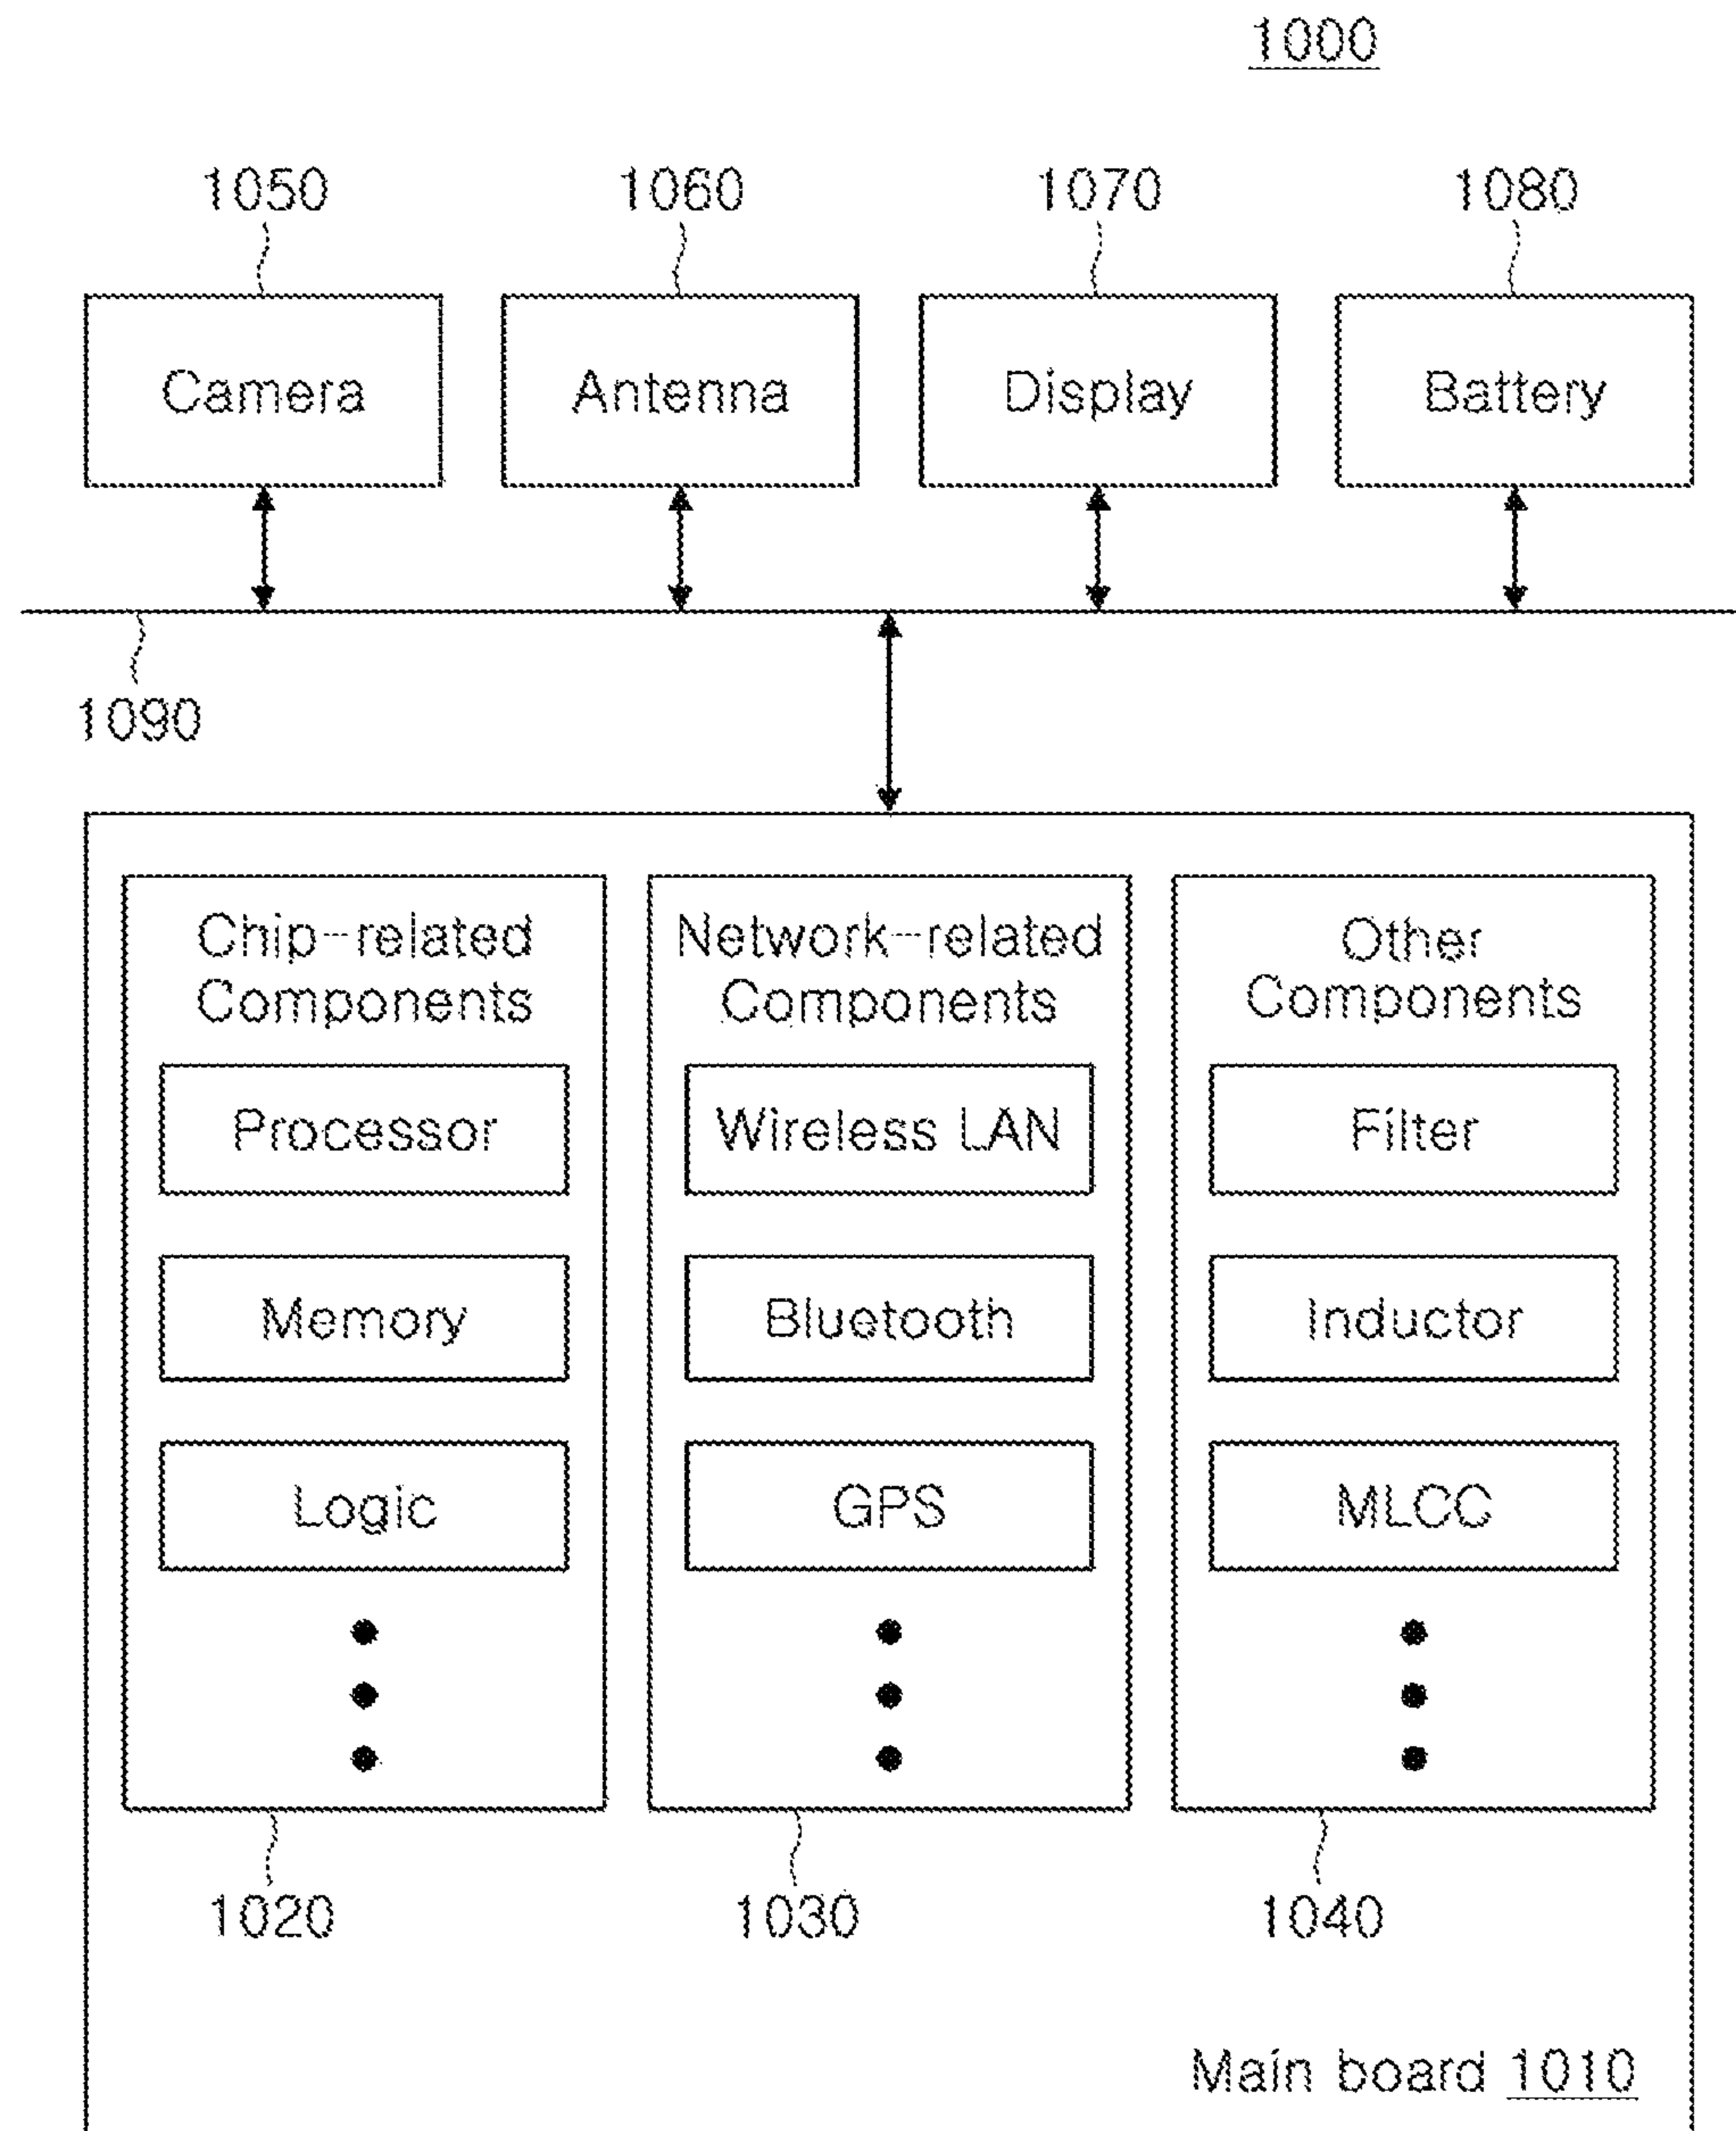 1000
1050 1060 1070 1080
Camera Antenna Display Battery
1090
Chip-related Components
Network-related Components
Other Components
Processor Wireless LAN Filter
Memory Bluetooth Inductor
Logic GPS MLCC
1020 1030 1040
Main board 1010